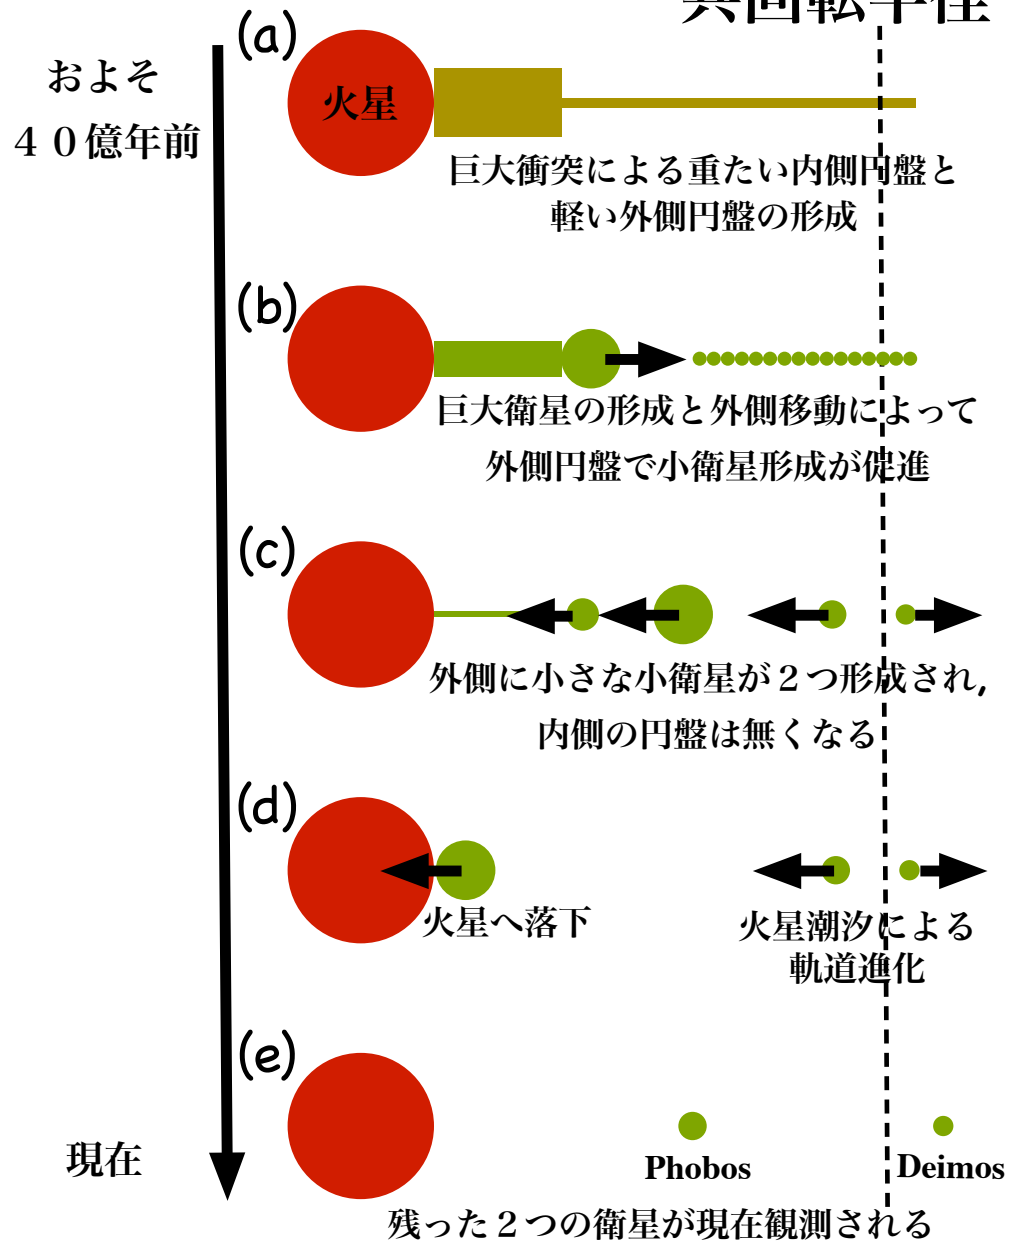 共回転半径
(a)
およそ
４０億年前
火星
巨大衝突による重たい内側円盤と
軽い外側円盤の形成
(b)
巨大衛星の形成と外側移動によって
外側円盤で小衛星形成が促進
(c)
外側に小さな小衛星が２つ形成され,
内側の円盤は無くなる
(d)
火星へ落下
火星潮汐による
軌道進化
(e)
現在
Phobos
Deimos
残った２つの衛星が現在観測される